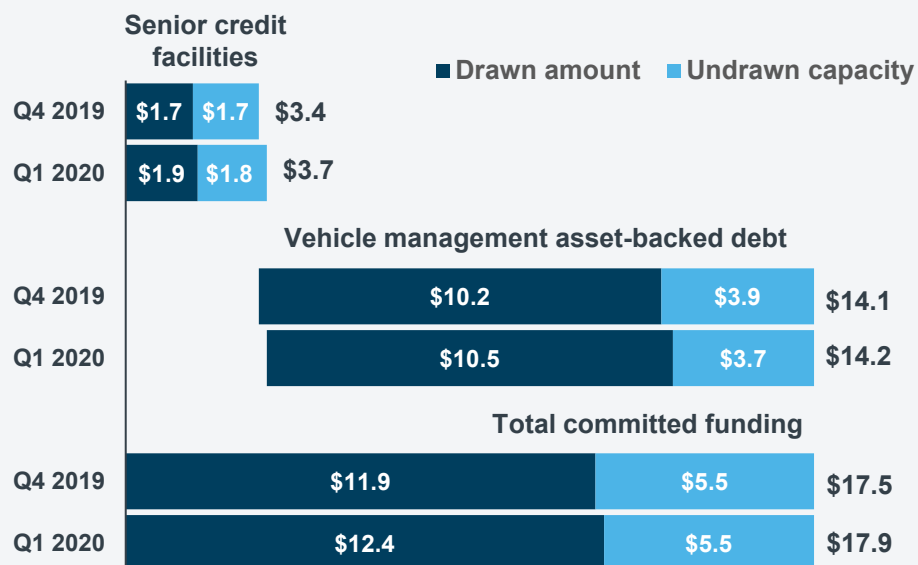 Senior credit
facilities
Drawn amount Undrawn capacity
Q4 2019 $1.7 $1.7 $3.4
Q1 2020 $1.9 $1.8 $3.7
Vehicle management asset-backed debt
Q4 2019 $10.2 $3.9 $14.1
Q1 2020 $10.5 $3.7 $14.2
Total committed funding
Q4 2019 $11.9 $5.5 $17.5
Q1 2020 $12.4 $5.5 $17.9